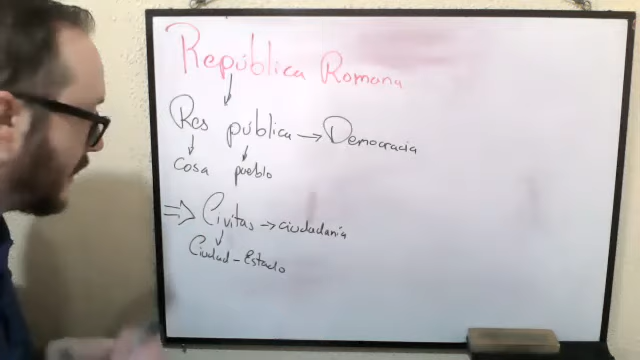 República Romana
Res pública → Democracia
cosa pueblo
⇒ Civitas → ciudadanía
Ciudad - Estado